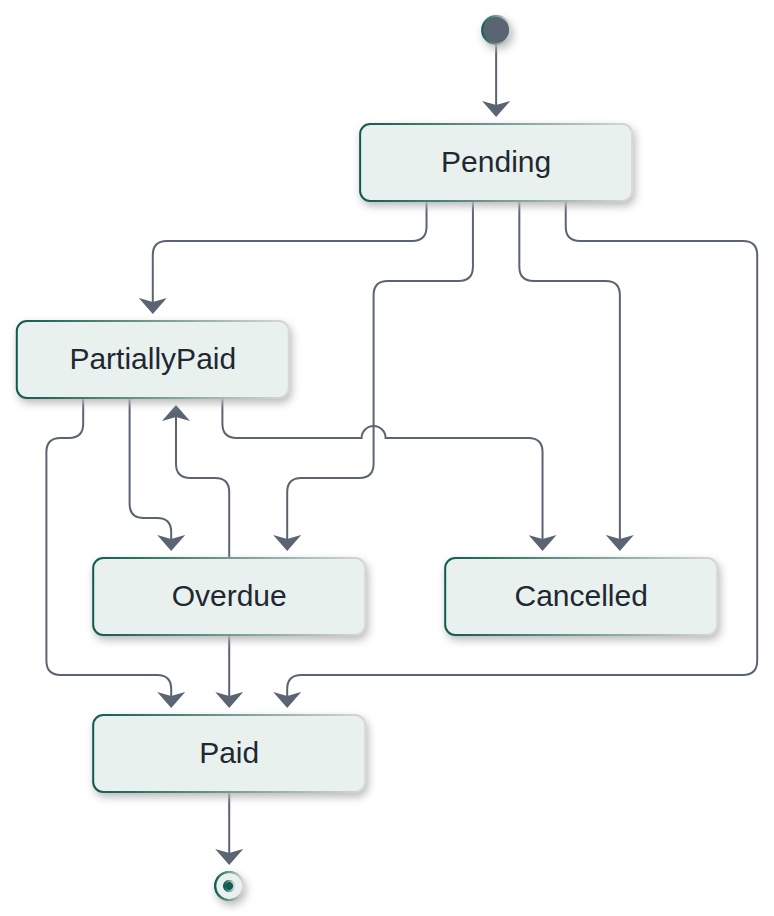 Pending
PartiallyPaid
Overdue
Cancelled
Paid